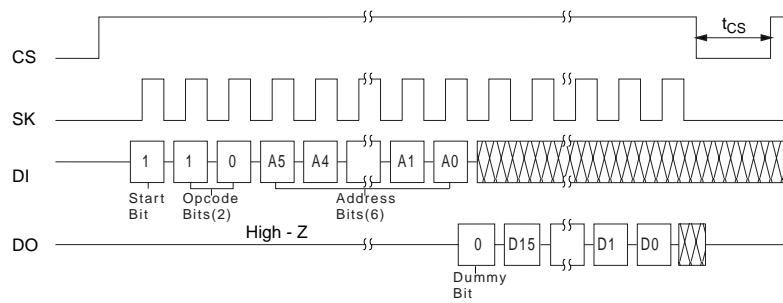 CS
tCS
SK
DI
1 1 0 A5 A4 A1 A0
Start
Bit
Opcode
Bits(2)
Address
Bits(6)
High - Z
DO
0 D15 D1 D0
Dummy
Bit